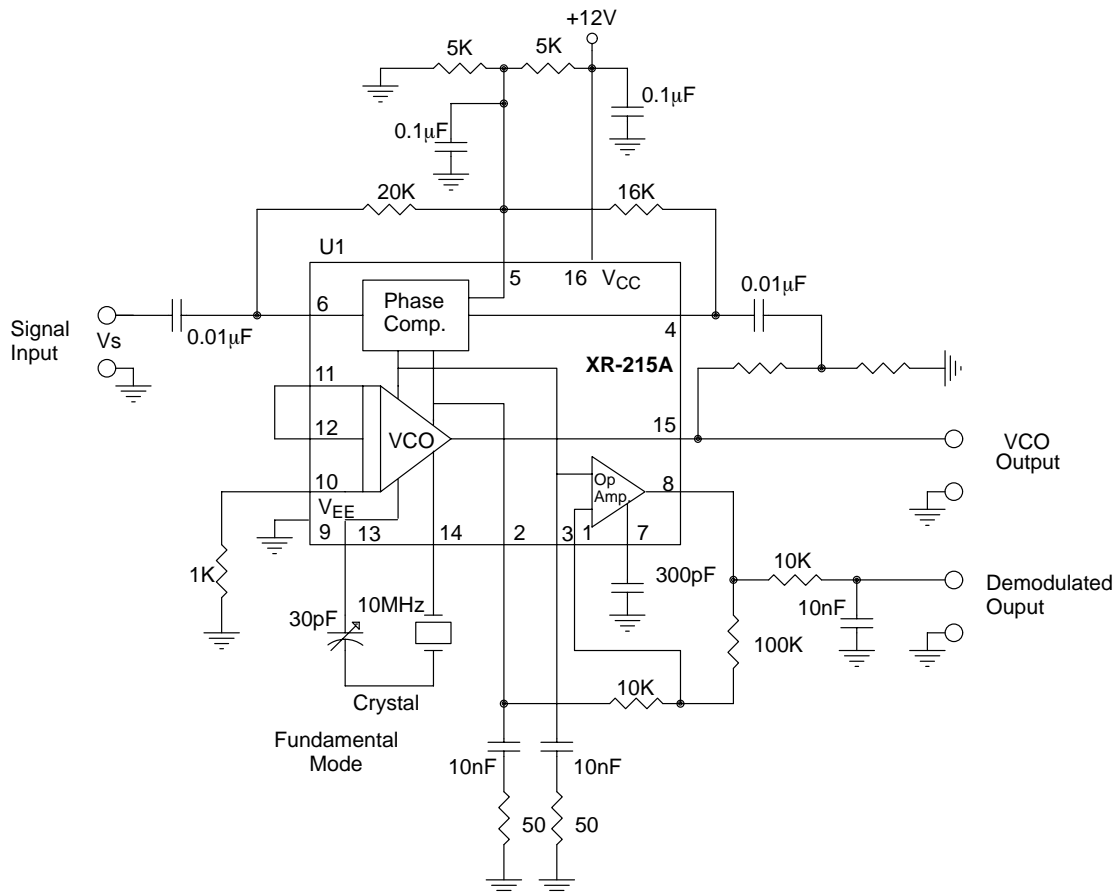 +12V
5K
5K
0.1µF
0.1µF
20K
16K
U1
5
16
VCC
6
Phase
Comp.
4
0.01µF
Signal
Input
Vs
0.01µF
XR-215A
11
12
VCO
15
VCO
Output
10
VEE
Op
Amp.
8
9
13
14
2
3
1
7
1K
30pF
10MHz
300pF
10K
10nF
Demodulated
Ouput
100K
10K
Crystal
Fundamental
Mode
10nF
10nF
50
50